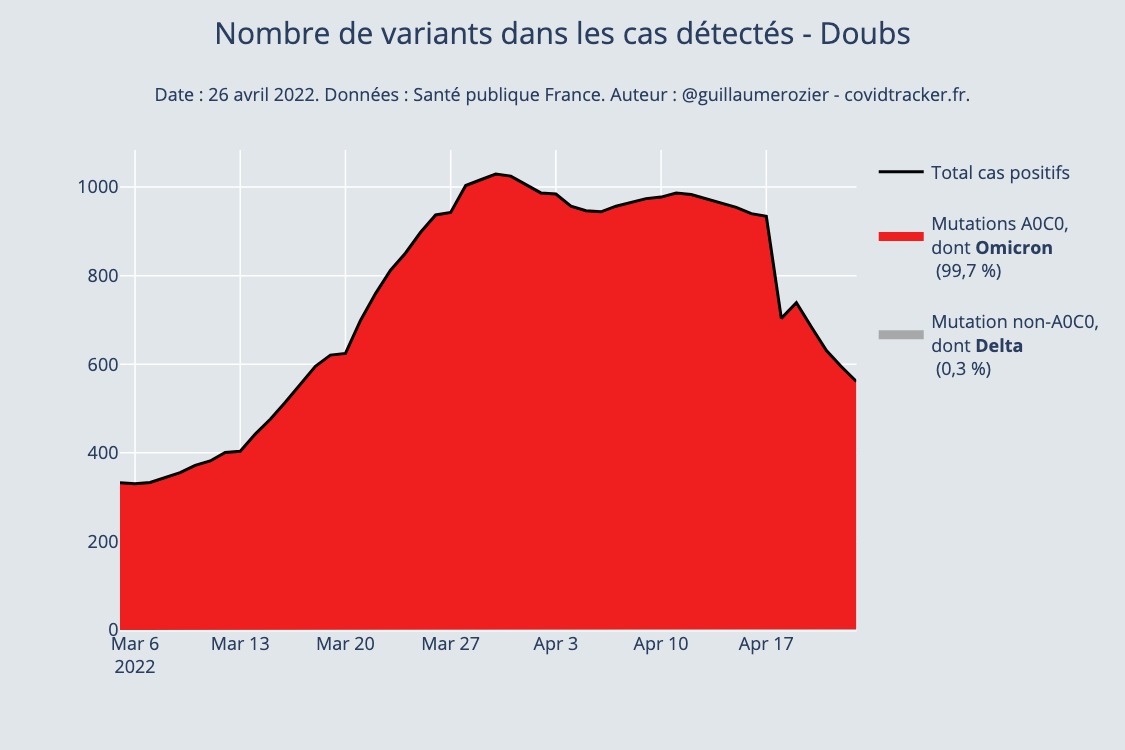 Nombre de variants dans les cas détectés - Doubs
Date : 26 avril 2022. Données : Santé publique France. Auteur : @guillaumerozier - covidtracker.fr.
1000
800
600
400
200
0
Mar 6
2022
Mar 13
Mar 20
Mar 27
Apr 3
Apr 10
Apr 17
Total cas positifs
Mutations A0C0,
dont Omicron
(99,7 %)
Mutation non-A0C0,
dont Delta
(0,3 %)